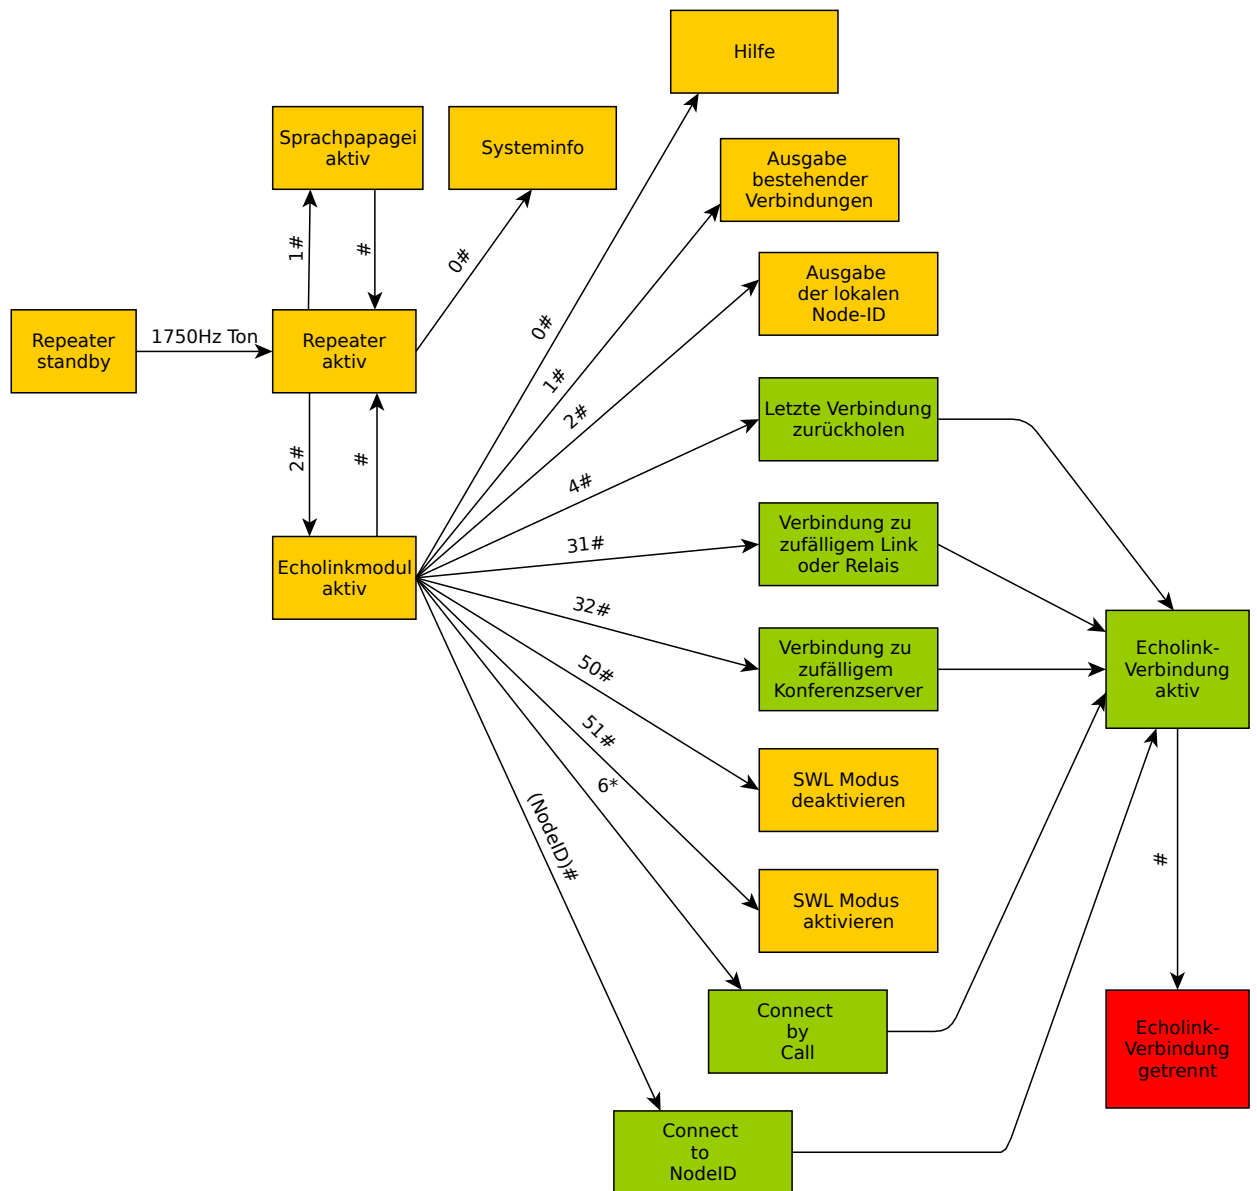 Hilfe
Sprachpapagei
aktiv
Systeminfo
Ausgabe
bestehender
Verbindungen
1#
#
0#
Ausgabe
der lokalen
Node-ID
Repeater
standby
1750Hz Ton
Repeater
aktiv
0#
1#
2#
Letzte Verbindung
zurückholen
2#
#
4#
Echolinkmodul
aktiv
31#
Verbindung zu
zufälligem Link
oder Relais
32#
Verbindung zu
zufälligem
Konferenzserver
Echolink-
Verbindung
aktiv
50#
51#
6*
(NodeID)#
SWL Modus
deaktivieren
SWL Modus
aktivieren
#
Connect
by
Call
Echolink-
Verbindung
getrennt
Connect
to
NodeID